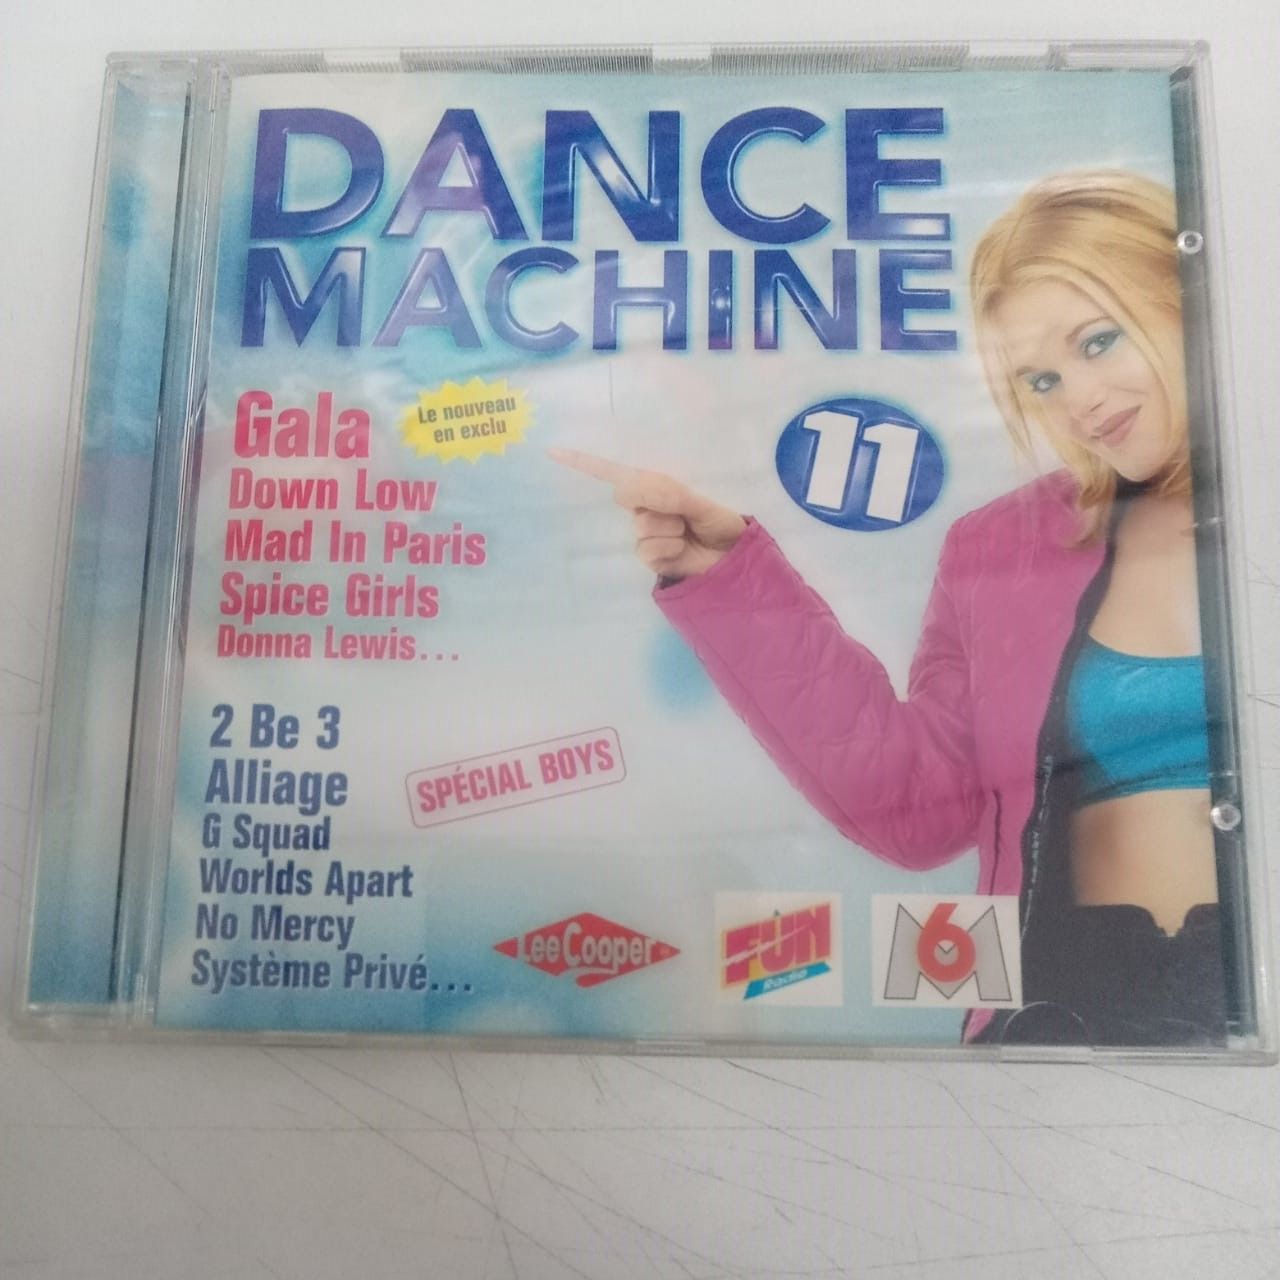 DANCE
MACHINE
11
Gala
Le nouveau
en exclu
Down Low
Mad In Paris
Spice Girls
Donna Lewis...
2 Be 3
Alliage
SPÉCIAL BOYS
G Squad
Worlds Apart
No Mercy
Système Privé...
Lee Cooper
FUN
Radio
M6